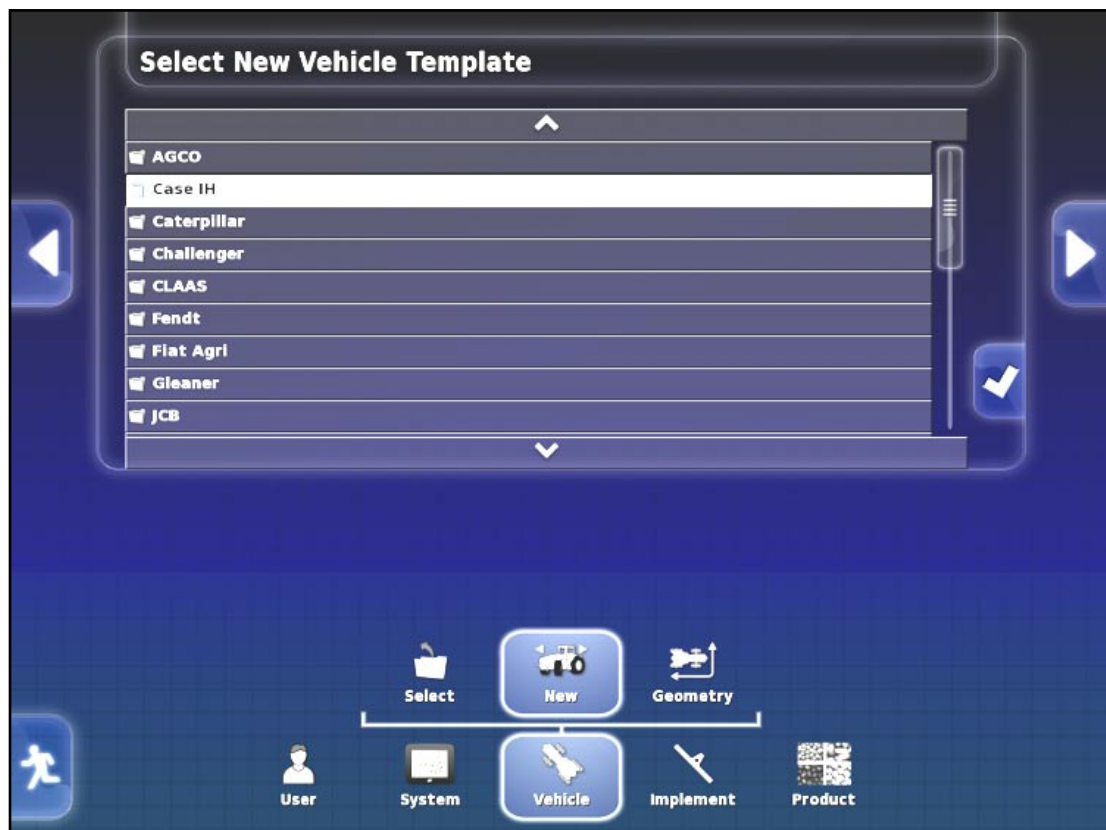 Select New Vehicle Template
AGCO
Case IH
Caterpillar
Challenger
CLAAS
Fendt
Fiat Agri
Gleaner
JCB
Select
New
Geometry
User
System
Vehicle
Implement
Product